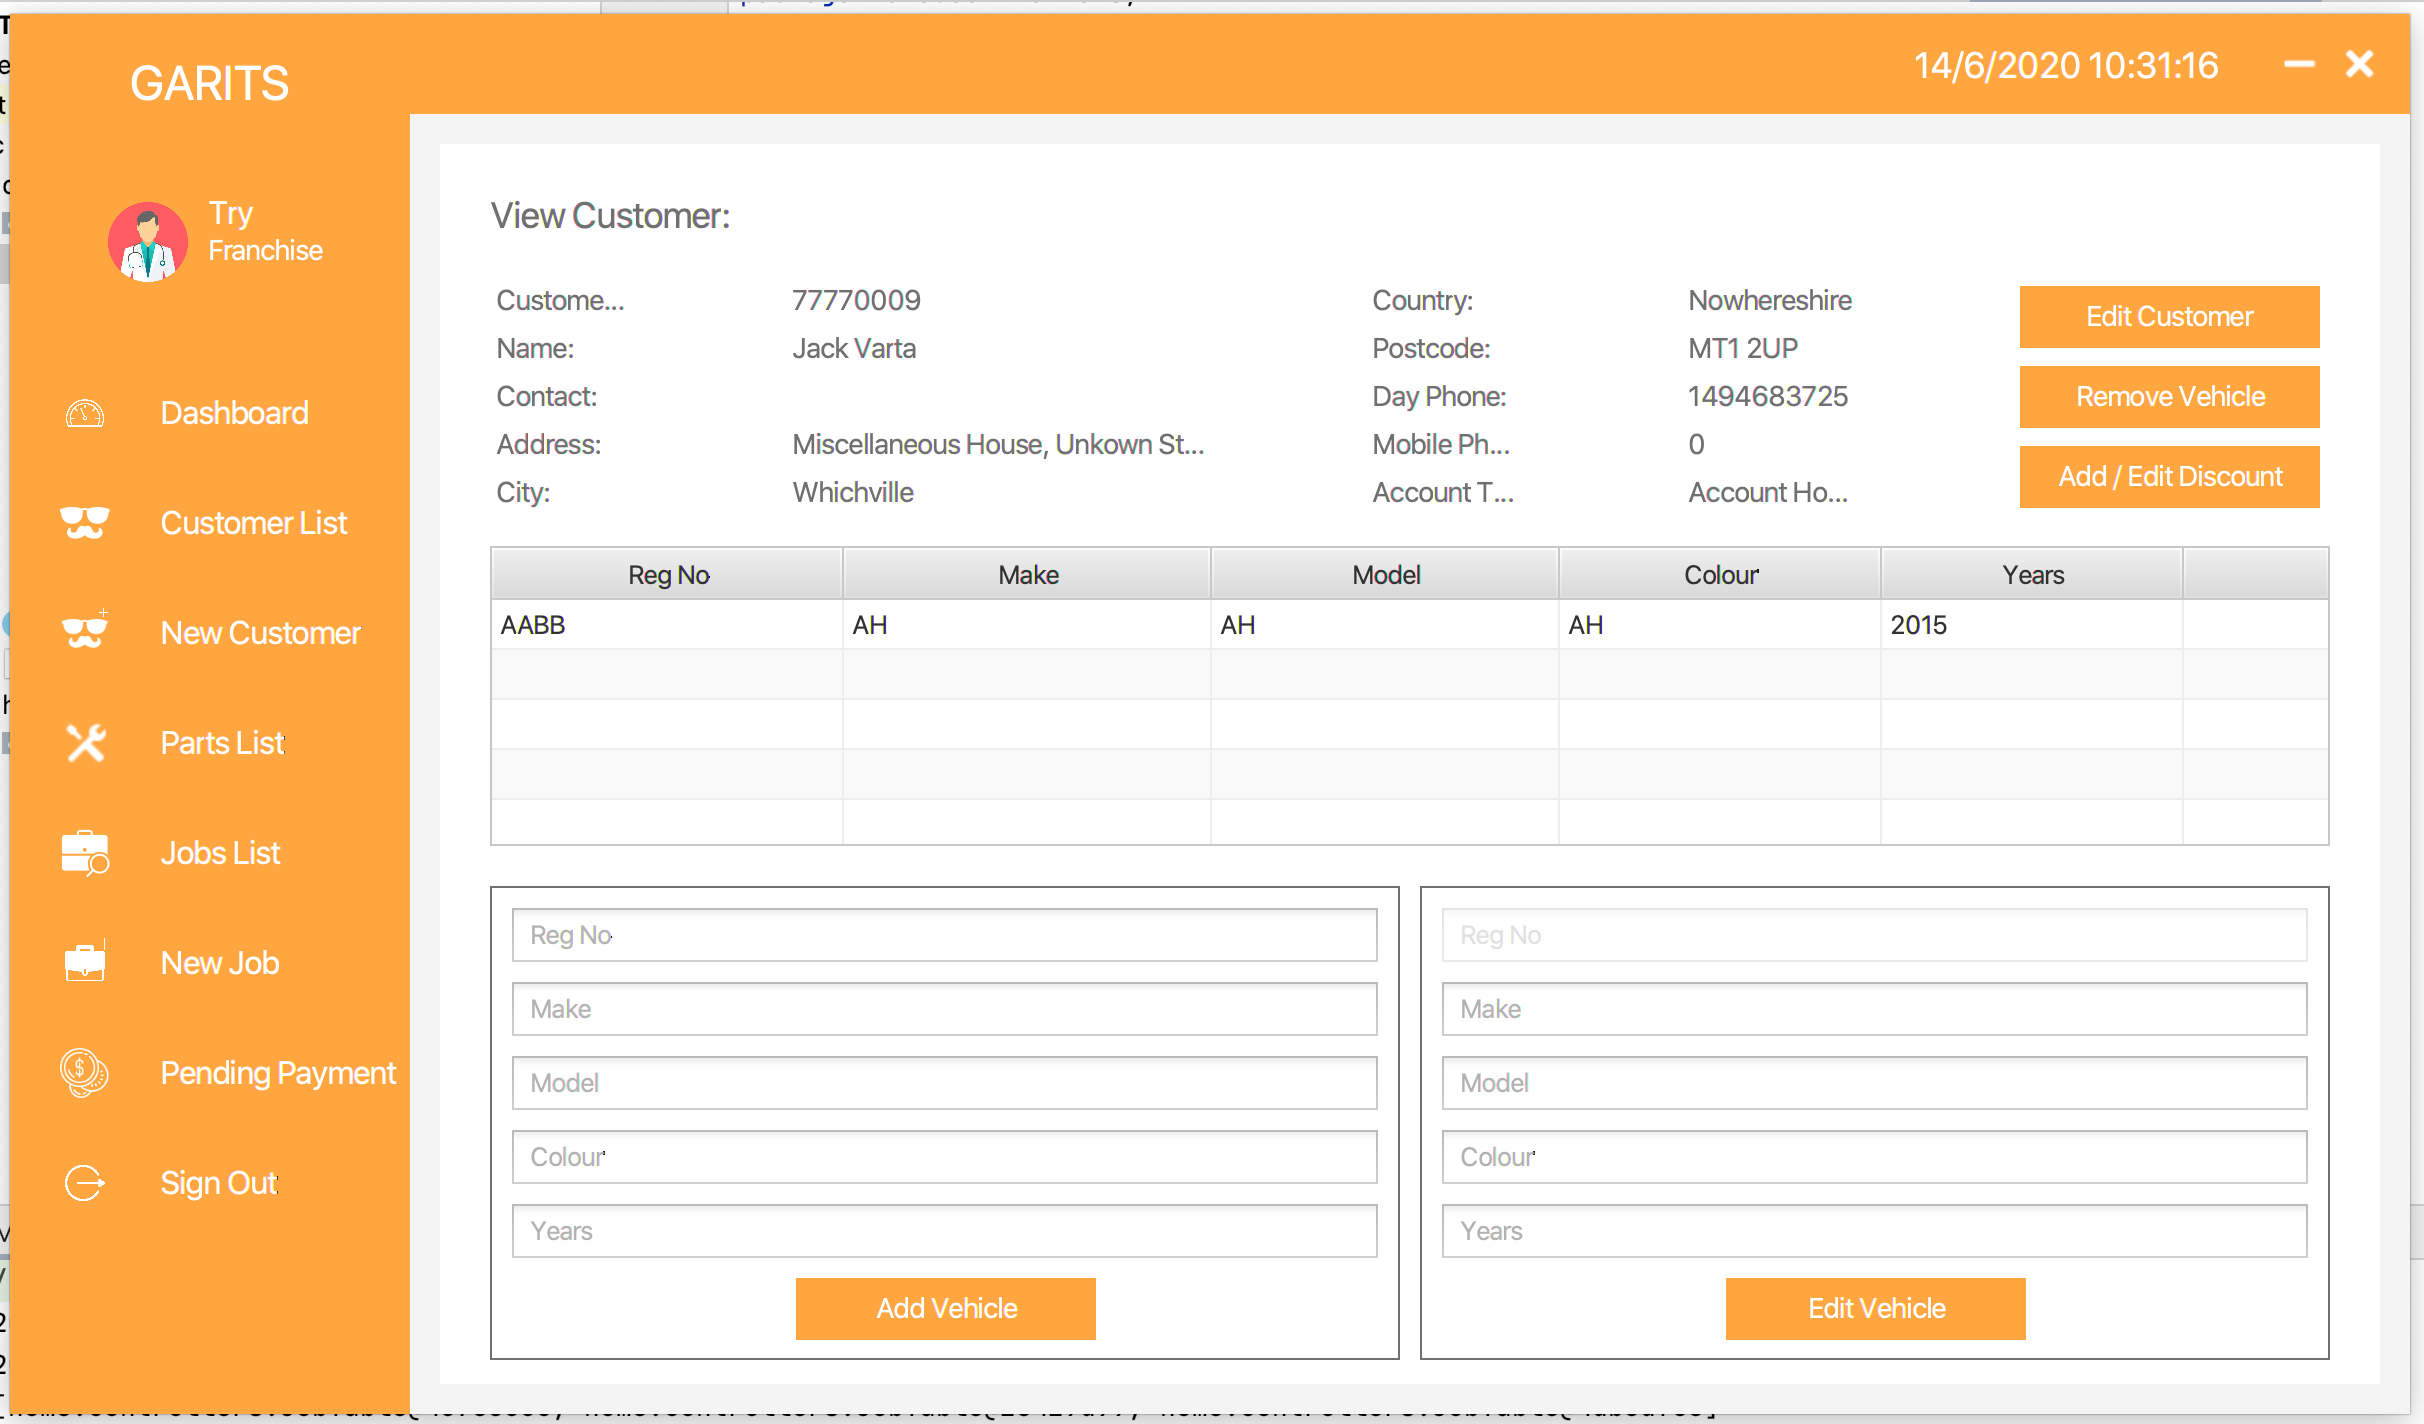 GARITS
14/6/2020 10:31:16
Try
Franchise
Dashboard
Customer List
New Customer
Parts List
Jobs List
New Job
Pending Payment
Sign Out
View Customer:
Custome... 77770009 Country: Nowhereshire
Name: Jack Varta Postcode: MT1 2UP
Contact: Day Phone: 1494683725
Address: Miscellaneous House, Unkown St... Mobile Ph... 0
City: Whichville Account T... Account Ho...
Edit Customer
Remove Vehicle
Add / Edit Discount
Reg No Make Model Colour Years
AABB AH AH AH 2015
Reg No
Make
Model
Colour
Years
Add Vehicle
Reg No
Make
Model
Colour
Years
Edit Vehicle